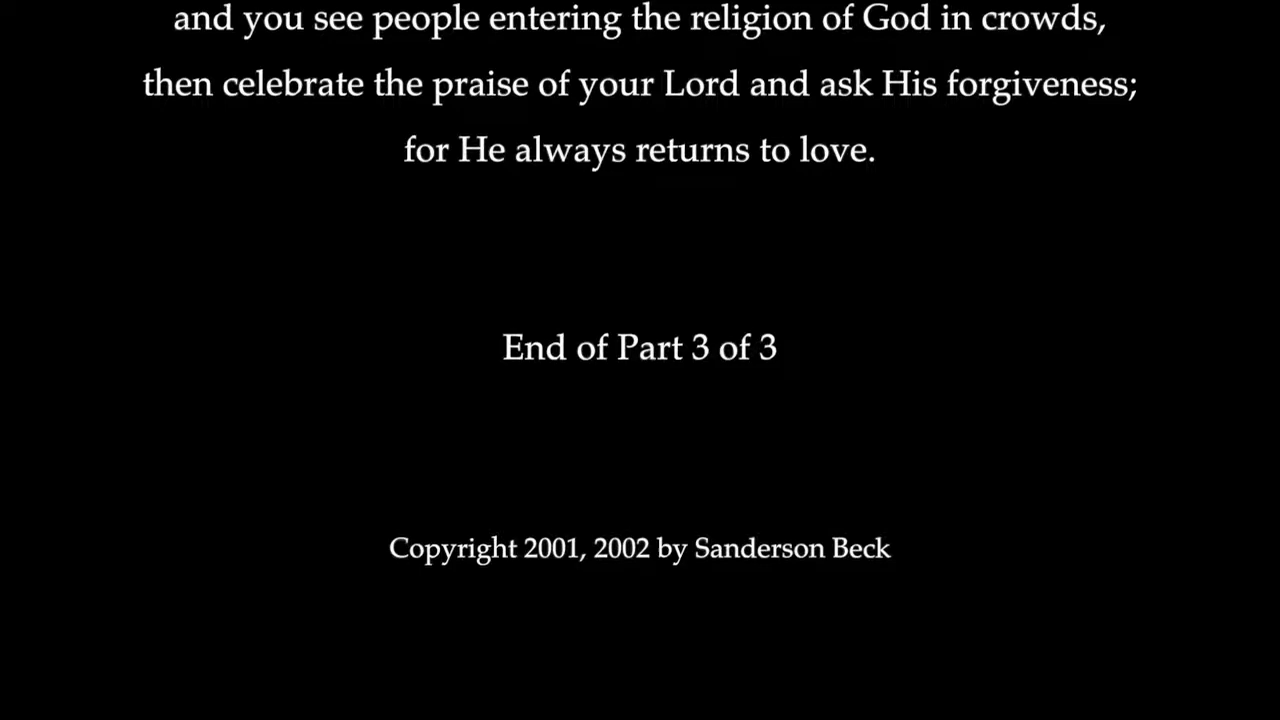 and you see people entering the religion of God in crowds,
then celebrate the praise of your Lord and ask His forgiveness;
for He always returns to love.
End of Part 3 of 3
Copyright 2001, 2002 by Sanderson Beck